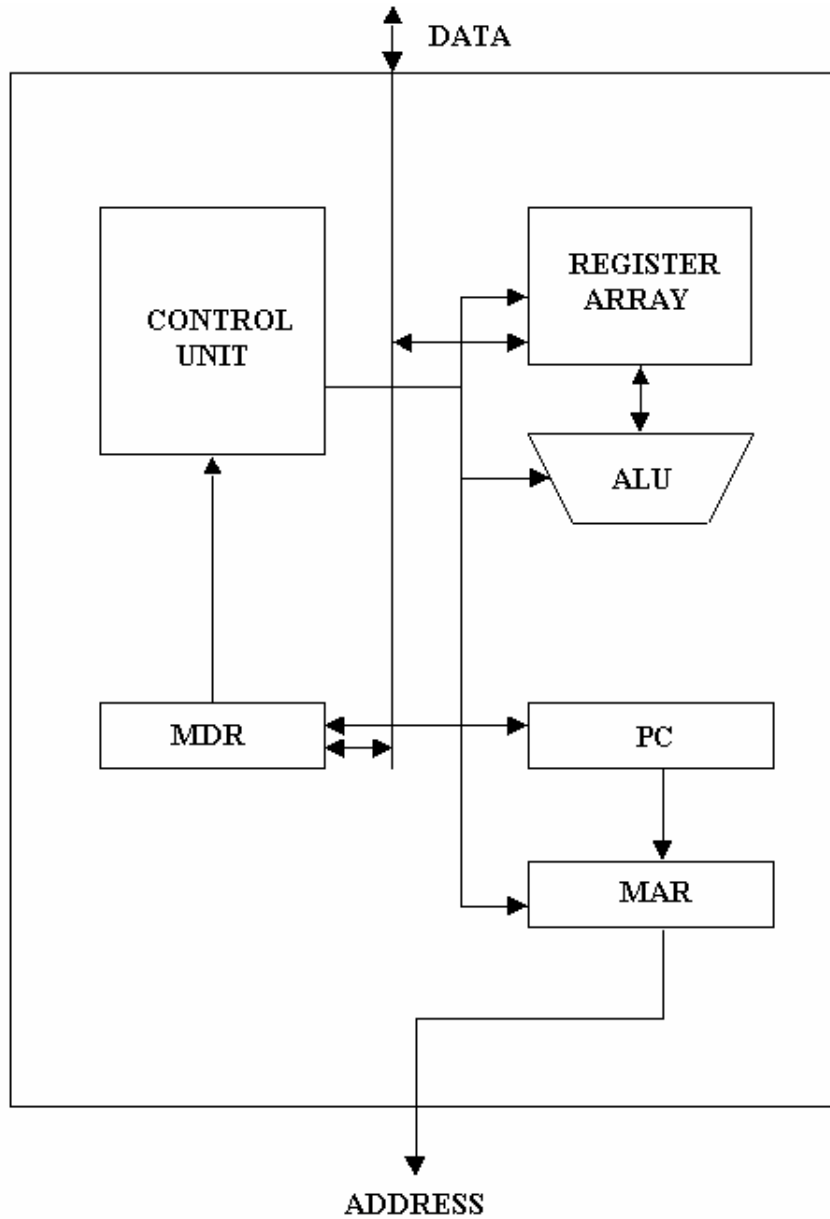 DATA
CONTROL
UNIT
REGISTER
ARRAY
ALU
MDR
PC
MAR
ADDRESS